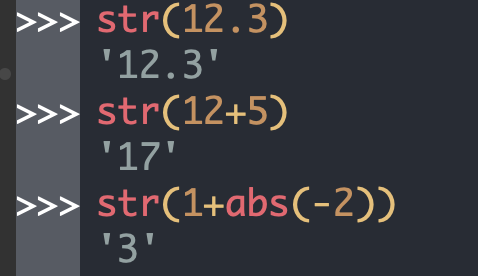 >>> str(12.3)
'12.3'
>>> str(12+5)
'17'
>>> str(1+abs(-2))
'3'